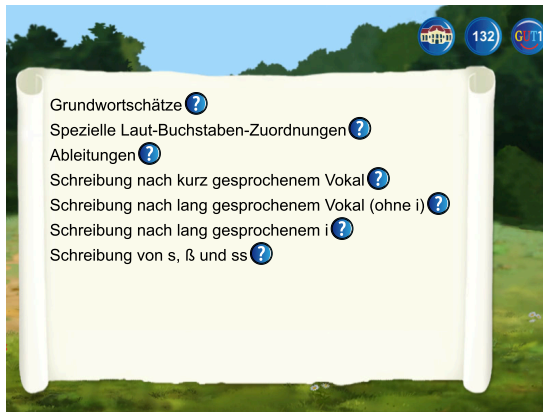 132
GUT1
Grundwortschätze ?
Spezielle Laut-Buchstaben-Zuordnungen ?
Ableitungen ?
Schreibung nach kurz gesprochenem Vokal ?
Schreibung nach lang gesprochenem Vokal (ohne i) ?
Schreibung nach lang gesprochenem i ?
Schreibung von s, ß und ss ?